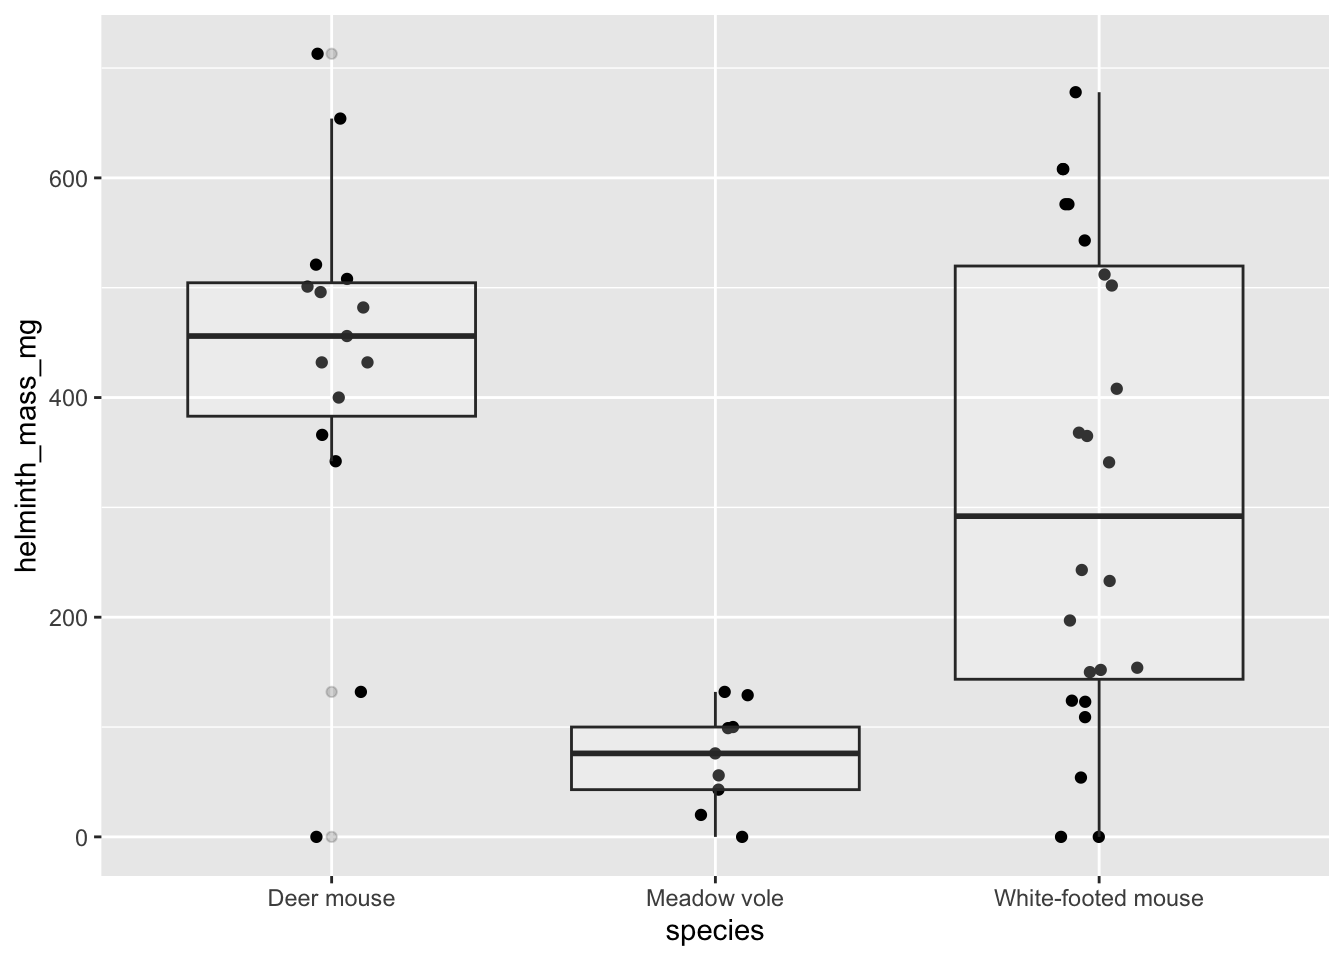 helminth_mass_mg
600
400
200
0
Deer mouse
Meadow vole
White-footed mouse
species